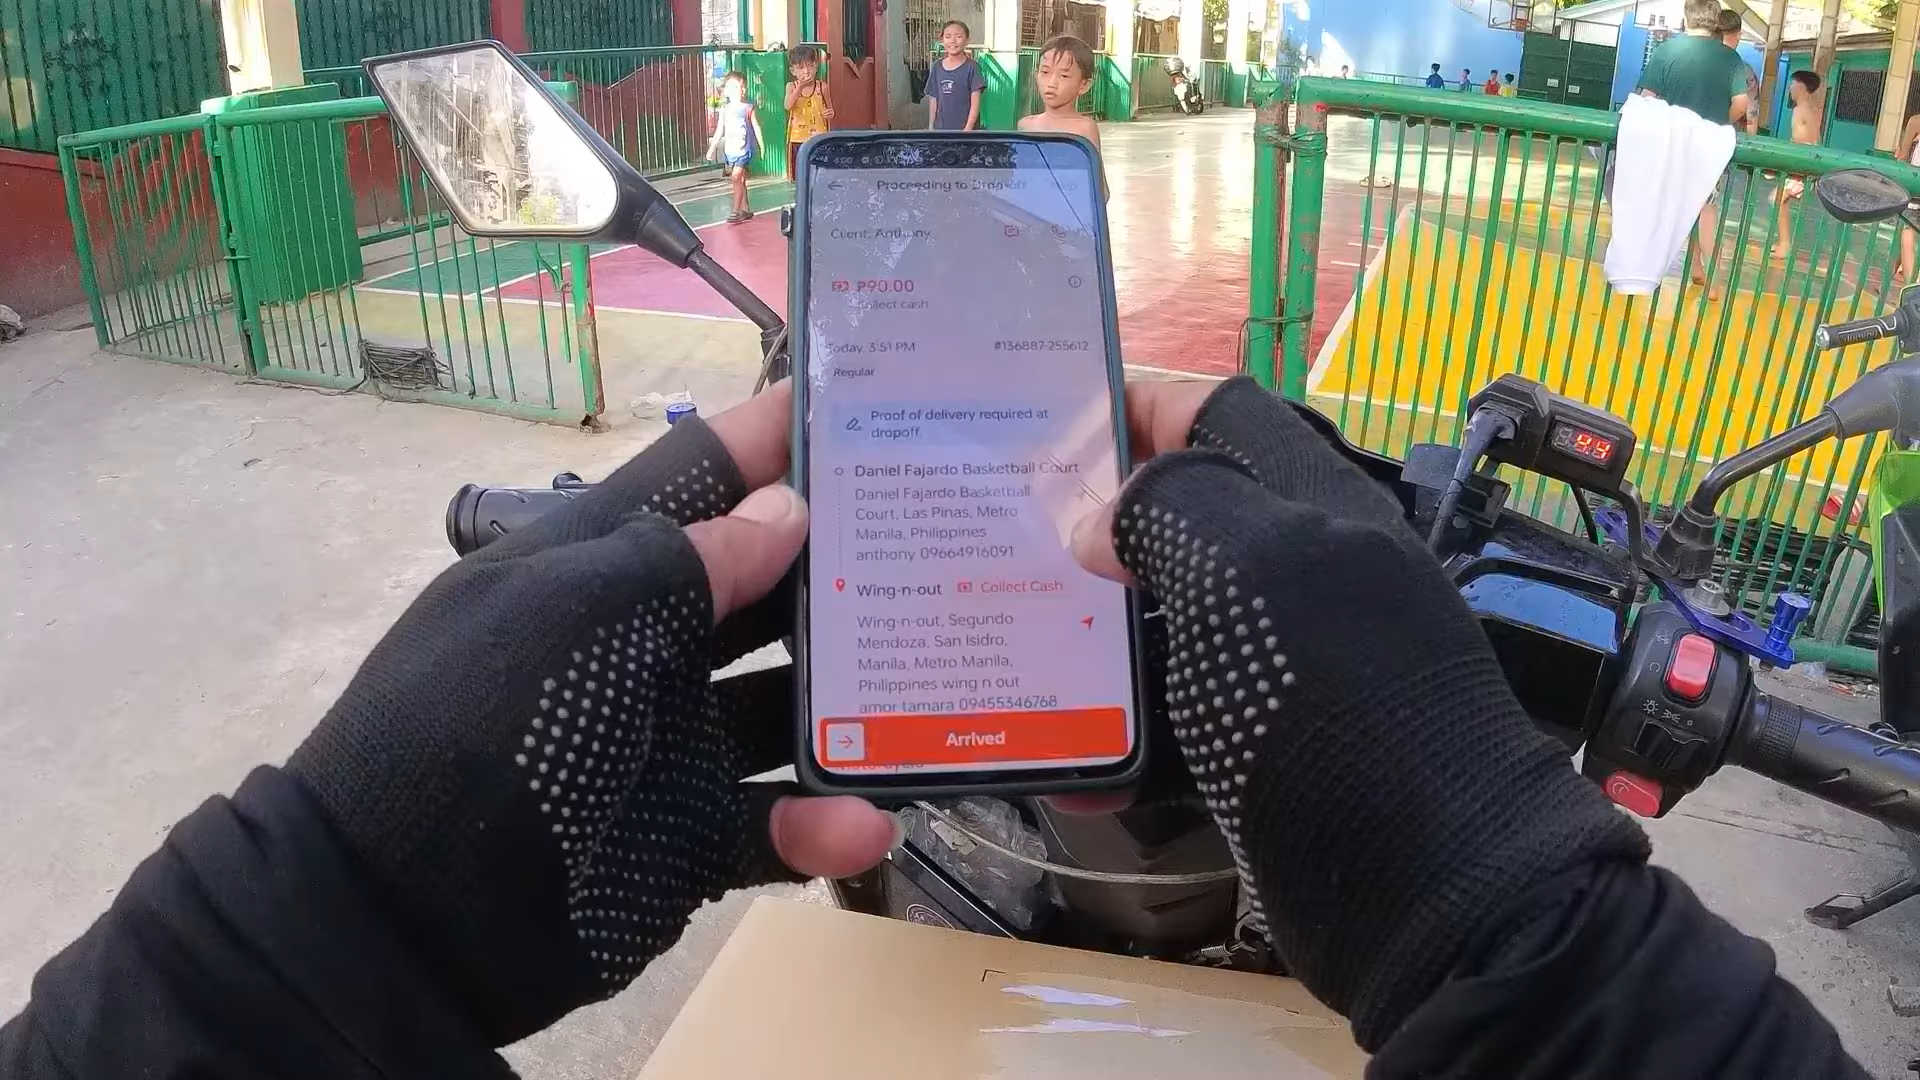 4:00
Proceeding to Drop-off Help
Client, Anthony
₱90.00
Collect cash
Today, 3:51 PM #136887-255612
Regular
Proof of delivery required at
dropoff
Daniel Fajardo Basketball Court
Daniel Fajardo Basketball
Court, Las Pinas, Metro
Manila, Philippines
anthony 09664916091
Wing-n-out Collect Cash
Wing-n-out, Segundo
Mendoza, San Isidro,
Manila, Metro Manila,
Philippines wing n out
amor tamara 09455346768
Arrived